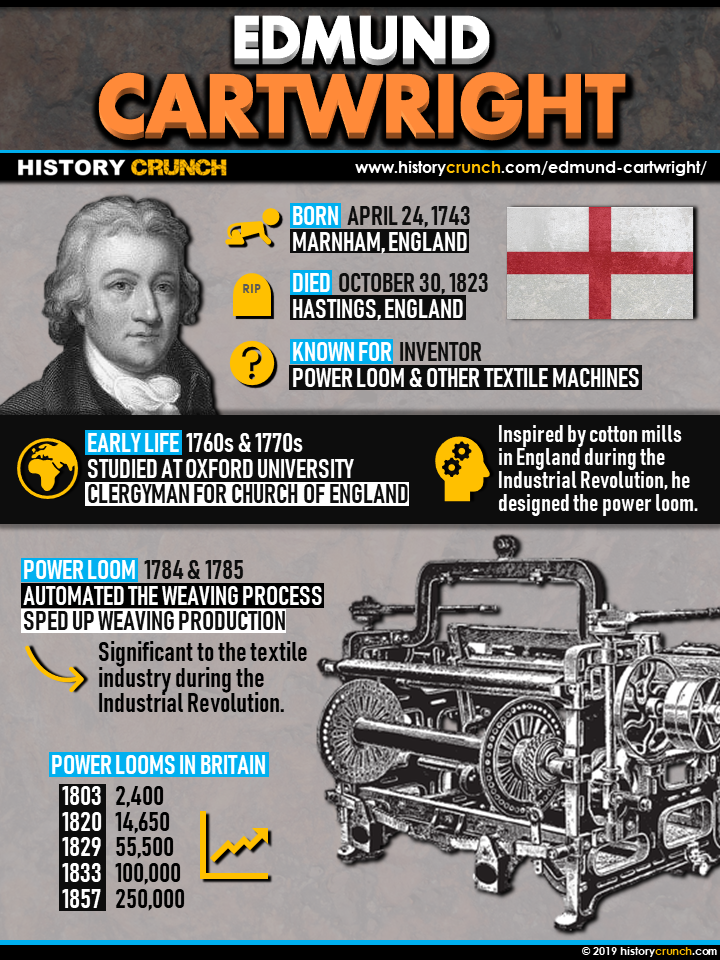 EDMUND
CARTWRIGHT
HISTORY CRUNCH
www.historycrunch.com/edmund-cartwright/
BORN APRIL 24, 1743
MARNHAM, ENGLAND
RIP
DIED OCTOBER 30, 1823
HASTINGS, ENGLAND
?
KNOWN FOR INVENTOR
POWER LOOM & OTHER TEXTILE MACHINES
EARLY LIFE 1760s & 1770s
STUDIED AT OXFORD UNIVERSITY
CLERGYMAN FOR CHURCH OF ENGLAND
Inspired by cotton mills
in England during the
Industrial Revolution, he
designed the power loom.
POWER LOOM 1784 & 1785
AUTOMATED THE WEAVING PROCESS
SPED UP WEAVING PRODUCTION
Significant to the textile
industry during the
Industrial Revolution.
POWER LOOMS IN BRITAIN
1803 2,400
1820 14,650
1829 55,500
1833 100,000
1857 250,000
© 2019 historycrunch.com